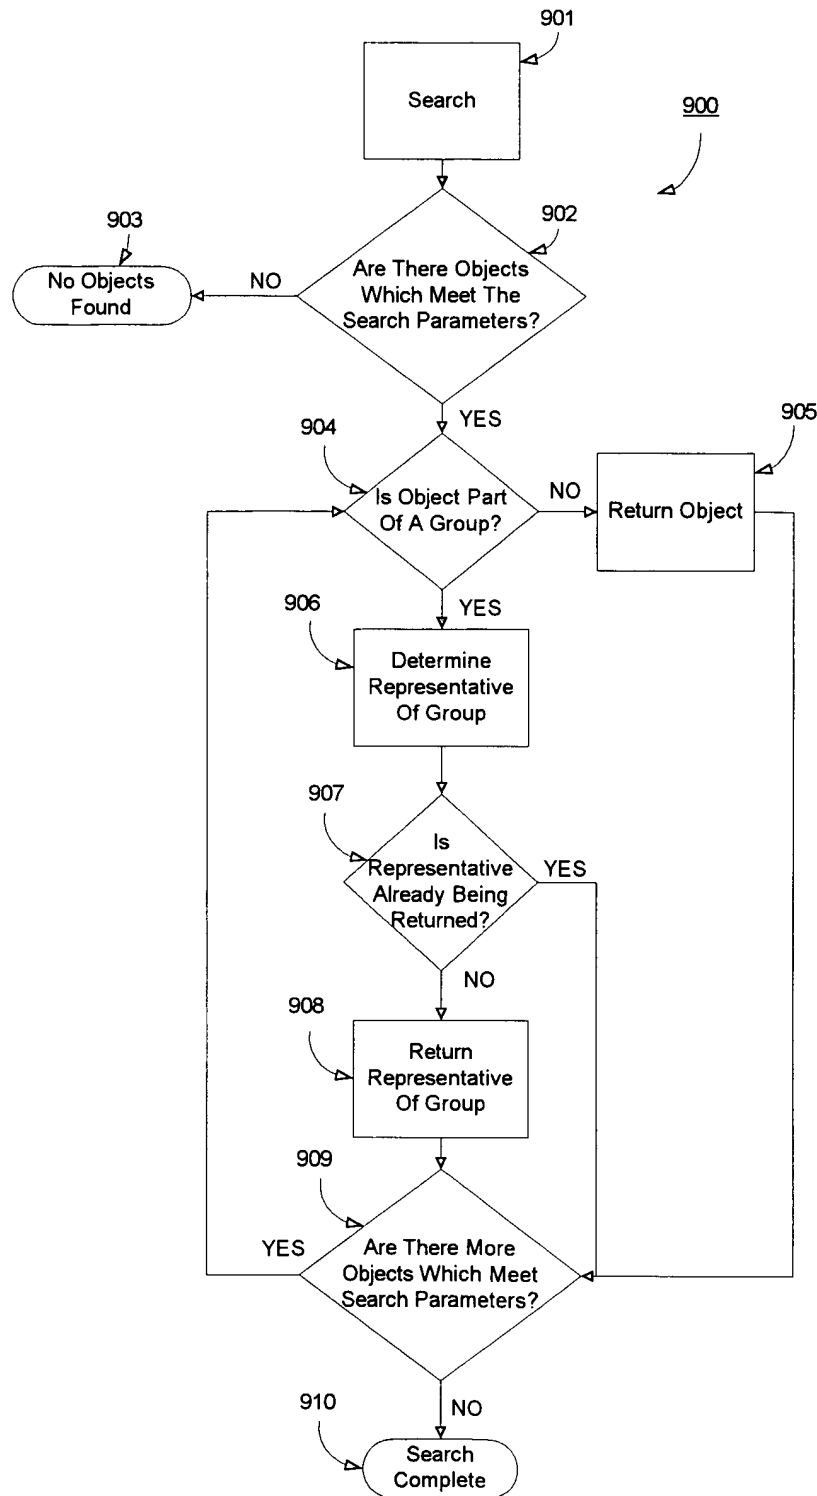 901
Search
900
902
903
Are There Objects
Which Meet The
Search Parameters?
NO
No Objects
Found
YES
904
905
Is Object Part
Of A Group?
NO
Return Object
YES
906
Determine
Representative
Of Group
907
Is
Representative
Already Being
Returned?
YES
NO
908
Return
Representative
Of Group
909
YES
Are There More
Objects Which Meet
Search Parameters?
NO
910
Search
Complete